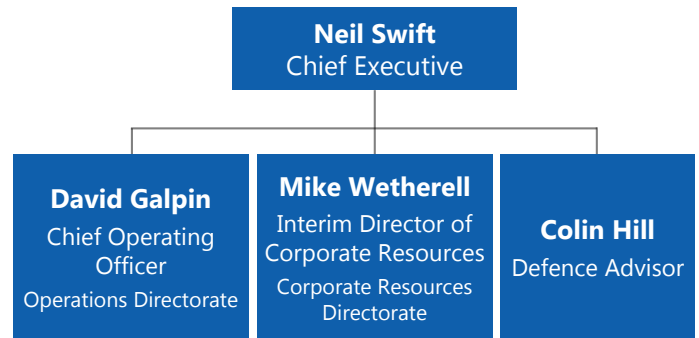 Neil Swift
Chief Executive
David Galpin
Chief Operating
Officer
Operations Directorate
Mike Wetherell
Interim Director of
Corporate Resources
Corporate Resources
Directorate
Colin Hill
Defence Advisor